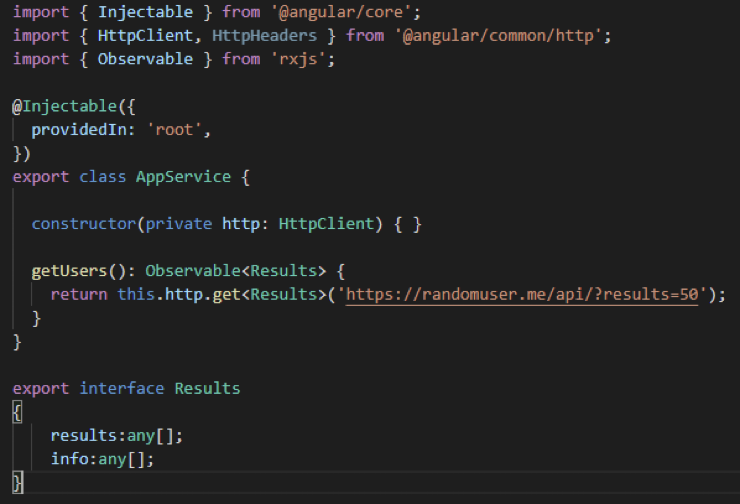 import { Injectable } from '@angular/core';
import { HttpClient, HttpHeaders } from '@angular/common/http';
import { Observable } from 'rxjs';
@Injectable({
providedIn: 'root',
})
export class AppService {
constructor(private http: HttpClient) { }
getUsers(): Observable<Results> {
return this.http.get<Results>('https://randomuser.me/api/?results=50');
}
}
export interface Results
{
results:any[];
info:any[];
}